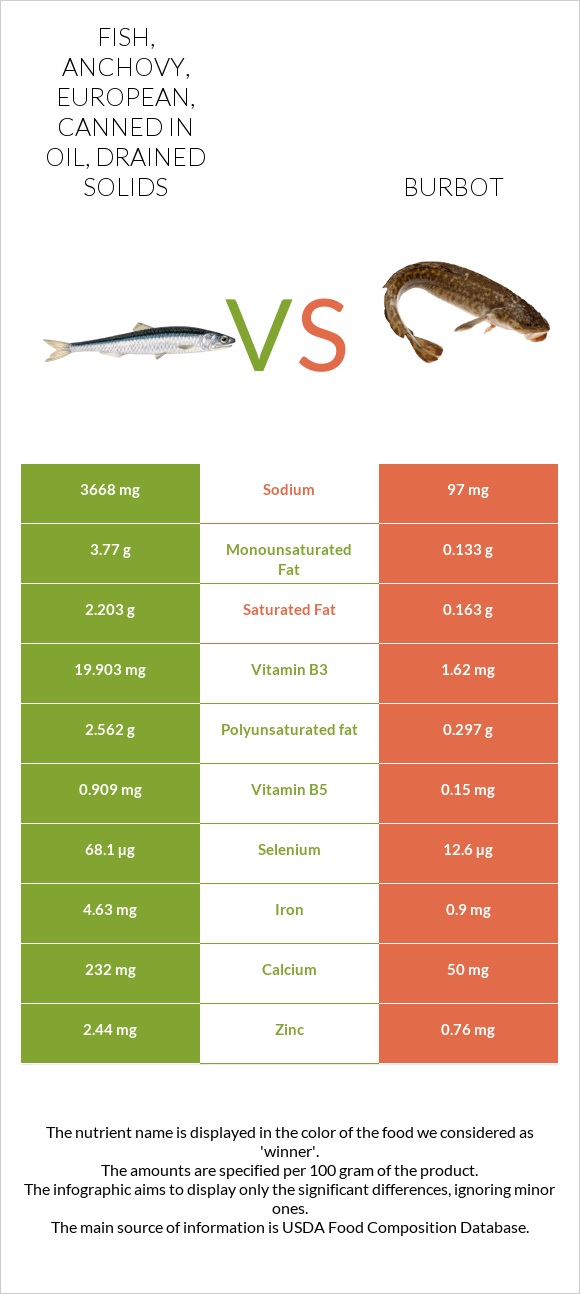 FISH,
ANCHOVY,
EUROPEAN,
CANNED IN
OIL, DRAINED
SOLIDS
BURBOT
VS
3668 mg Sodium 97 mg
3.77 g Monounsaturated Fat 0.133 g
2.203 g Saturated Fat 0.163 g
19.903 mg Vitamin B3 1.62 mg
2.562 g Polyunsaturated fat 0.297 g
0.909 mg Vitamin B5 0.15 mg
68.1 µg Selenium 12.6 µg
4.63 mg Iron 0.9 mg
232 mg Calcium 50 mg
2.44 mg Zinc 0.76 mg
The nutrient name is displayed in the color of the food we considered as
'winner'.
The amounts are specified per 100 gram of the product.
The infographic aims to display only the significant differences, ignoring minor
ones.
The main source of information is USDA Food Composition Database.